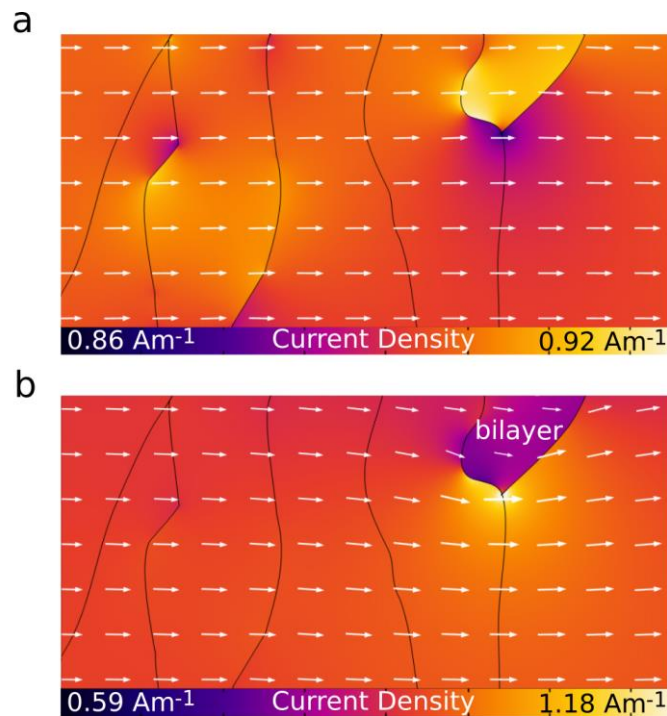 a
0.86 Am-1 Current Density 0.92 Am-1
b
bilayer
0.59 Am-1 Current Density 1.18 Am-1